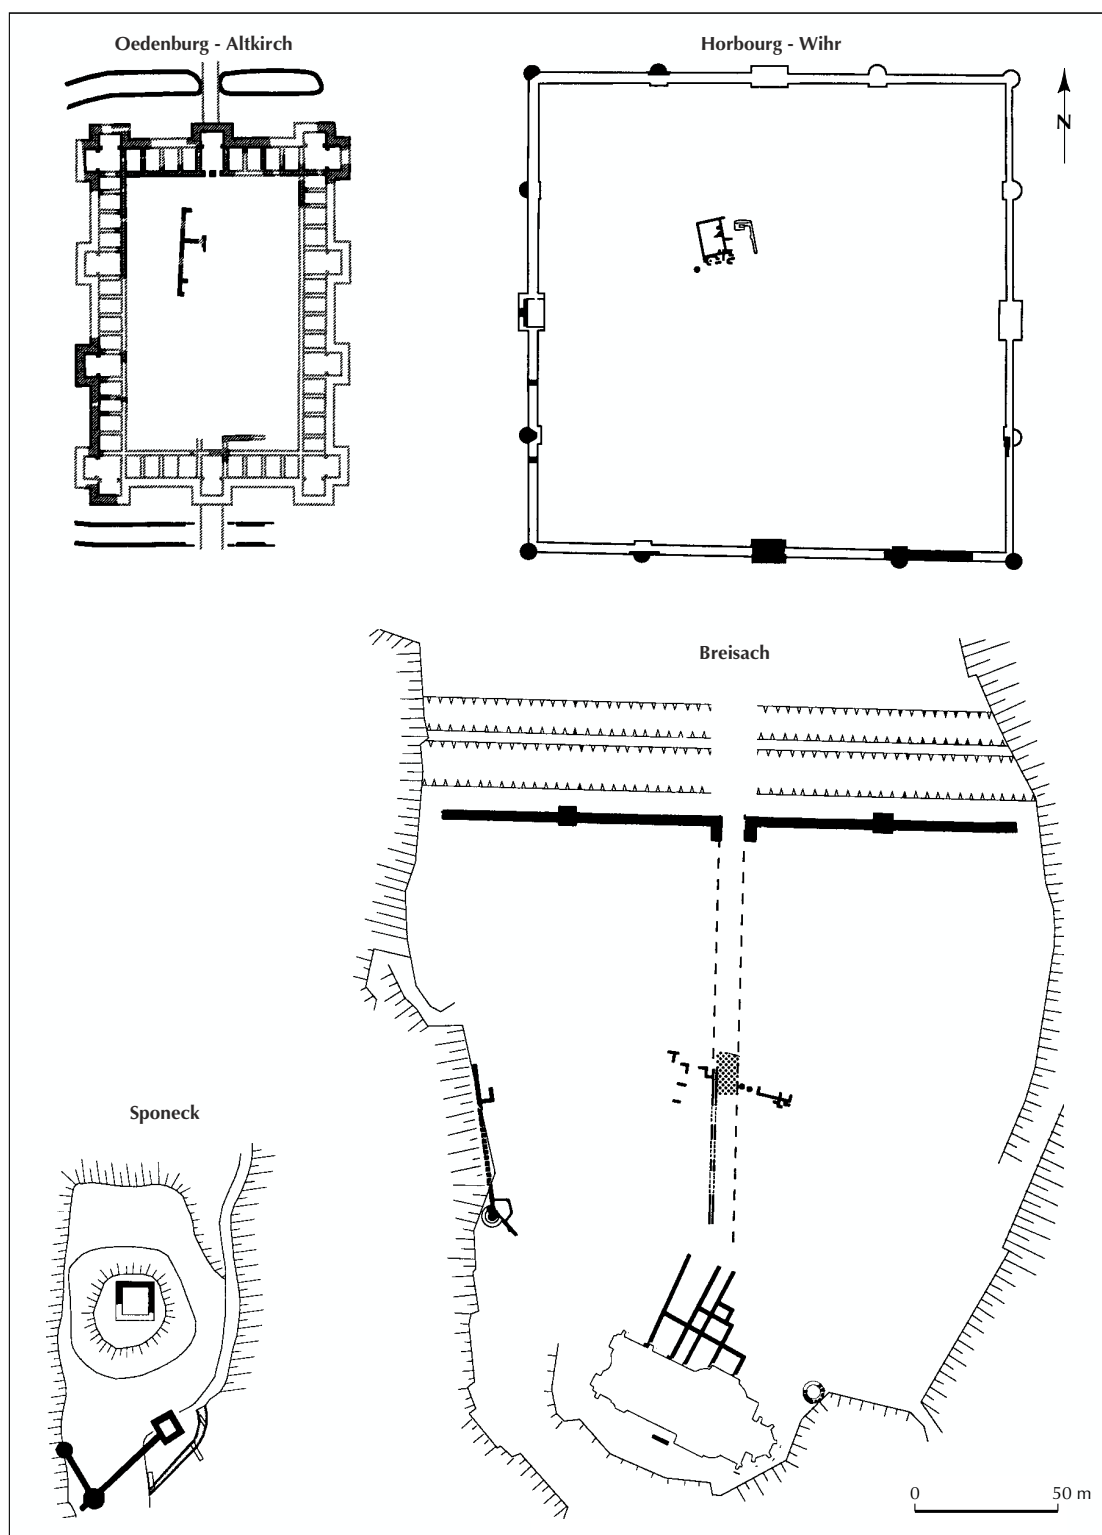 Oedenburg - Altkirch
Horbourg - Wihr
N
Breisach
Sponeck
0 50 m